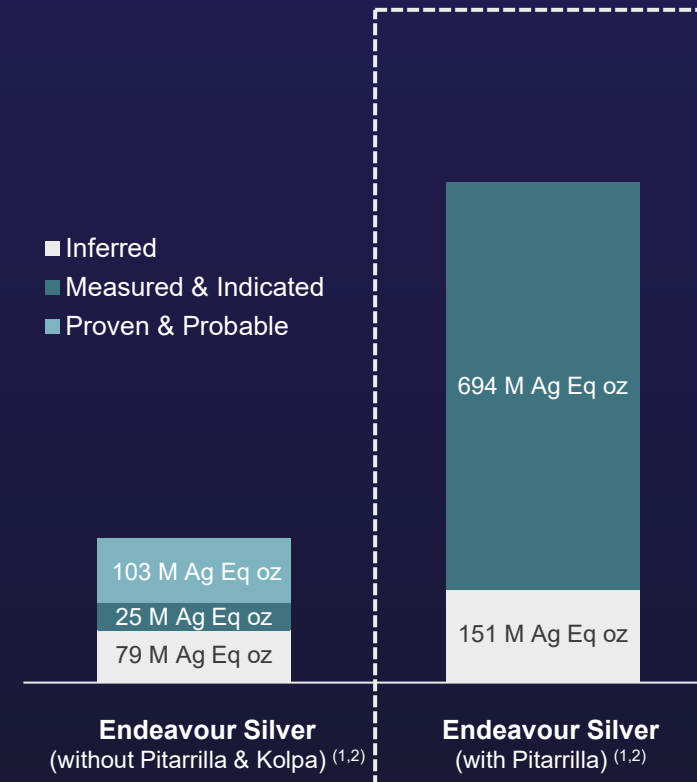 Inferred
Measured & Indicated
Proven & Probable
103 M Ag Eq oz
25 M Ag Eq oz
79 M Ag Eq oz
694 M Ag Eq oz
151 M Ag Eq oz
Endeavour Silver
(without Pitarrilla & Kolpa) (1,2)
Endeavour Silver
(with Pitarrilla) (1,2)